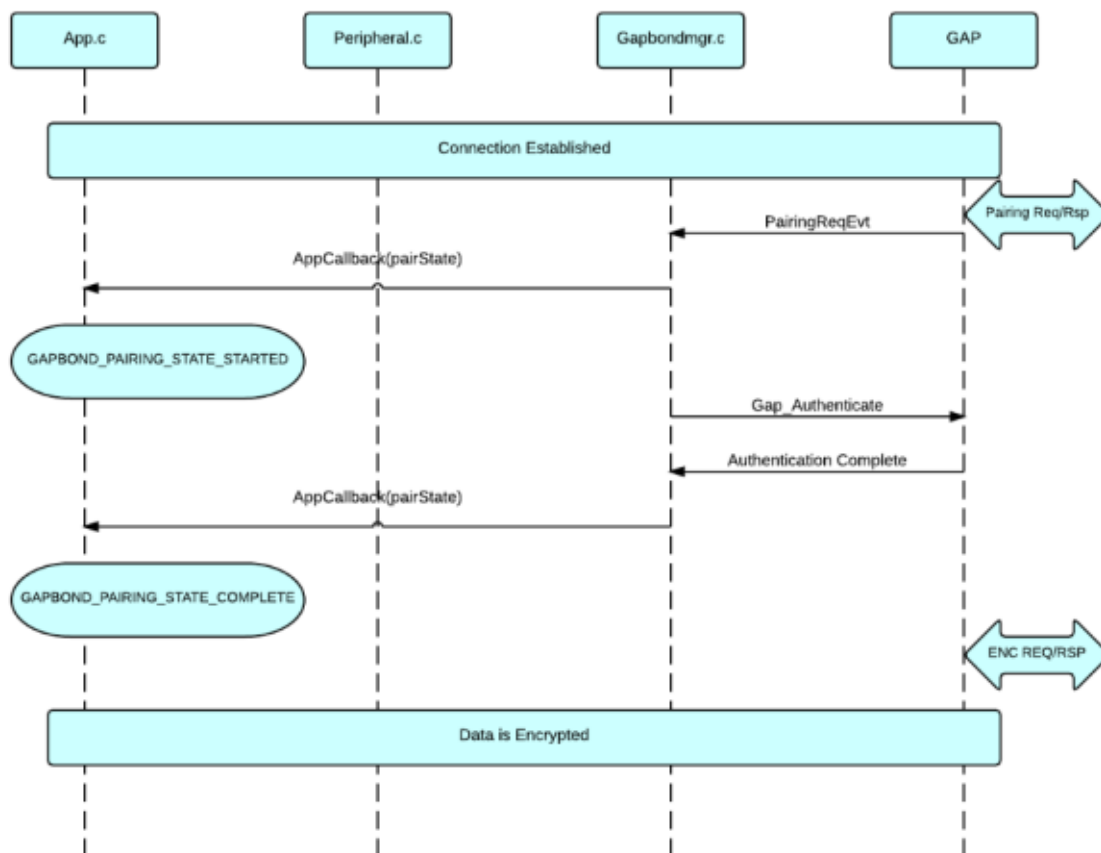 App.c
Peripheral.c
Gapbondmgr.c
GAP
Connection Established
Pairing Req/Rsp
PairingReqEvt
AppCallback(pairState)
GAPBOND_PAIRING_STATE_STARTED
Gap_Authenticate
Authentication Complete
AppCallback(pairState)
GAPBOND_PAIRING_STATE_COMPLETE
ENC REQ/RSP
Data is Encrypted